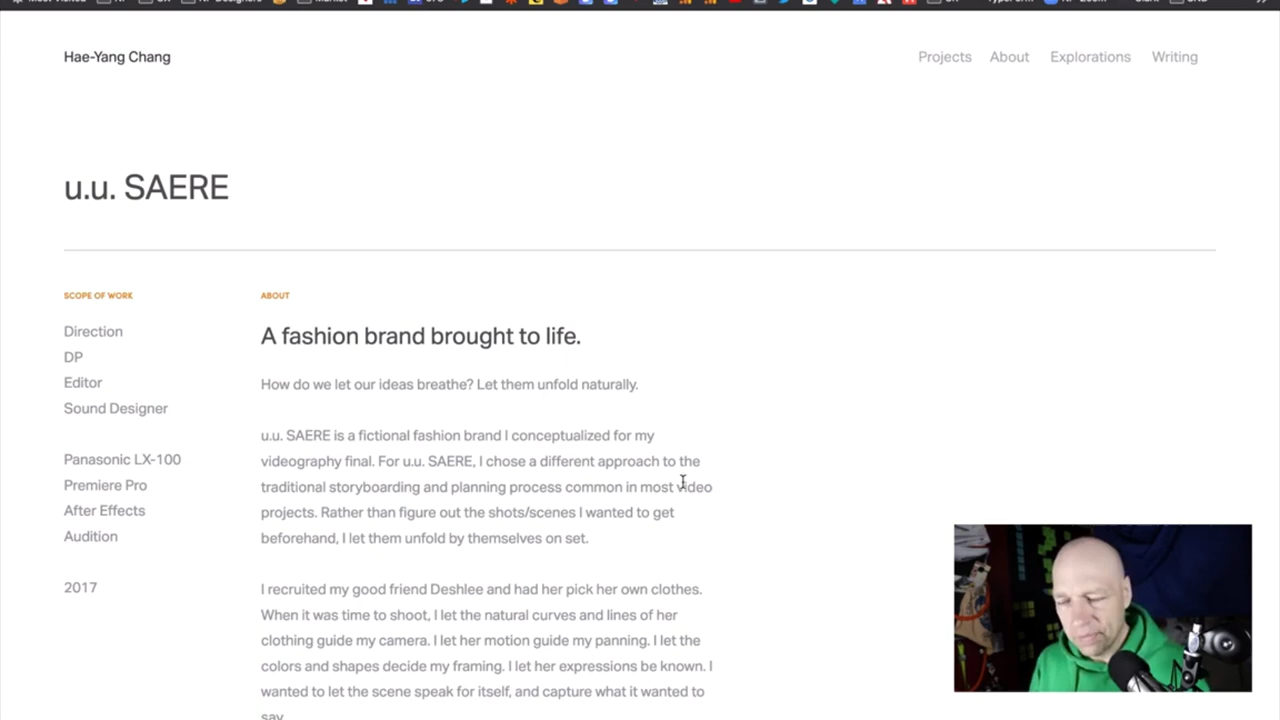 Hae-Yang Chang
Projects About Explorations Writing
u.u. SAERE
SCOPE OF WORK
Direction
DP
Editor
Sound Designer
Panasonic LX-100
Premiere Pro
After Effects
Audition
2017
ABOUT
A fashion brand brought to life.
How do we let our ideas breathe? Let them unfold naturally.
u.u. SAERE is a fictional fashion brand I conceptualized for my
videography final. For u.u. SAERE, I chose a different approach to the
traditional storyboarding and planning process common in most video
projects. Rather than figure out the shots/scenes I wanted to get
beforehand, I let them unfold by themselves on set.
I recruited my good friend Deshlee and had her pick her own clothes.
When it was time to shoot, I let the natural curves and lines of her
clothing guide my camera. I let her motion guide my panning. I let the
colors and shapes decide my framing. I let her expressions be known. I
wanted to let the scene speak for itself, and capture what it wanted to
say.